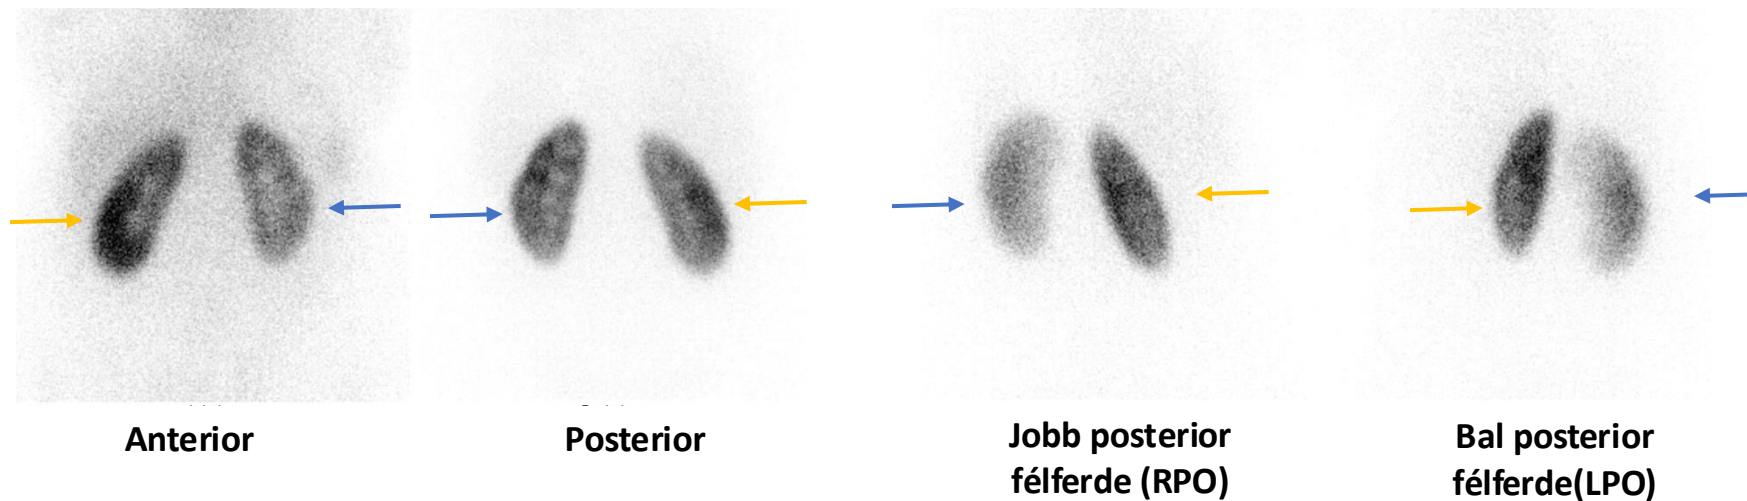 Anterior
Posterior
Jobb posterior
félferde (RPO)
Bal posterior
félferde(LPO)